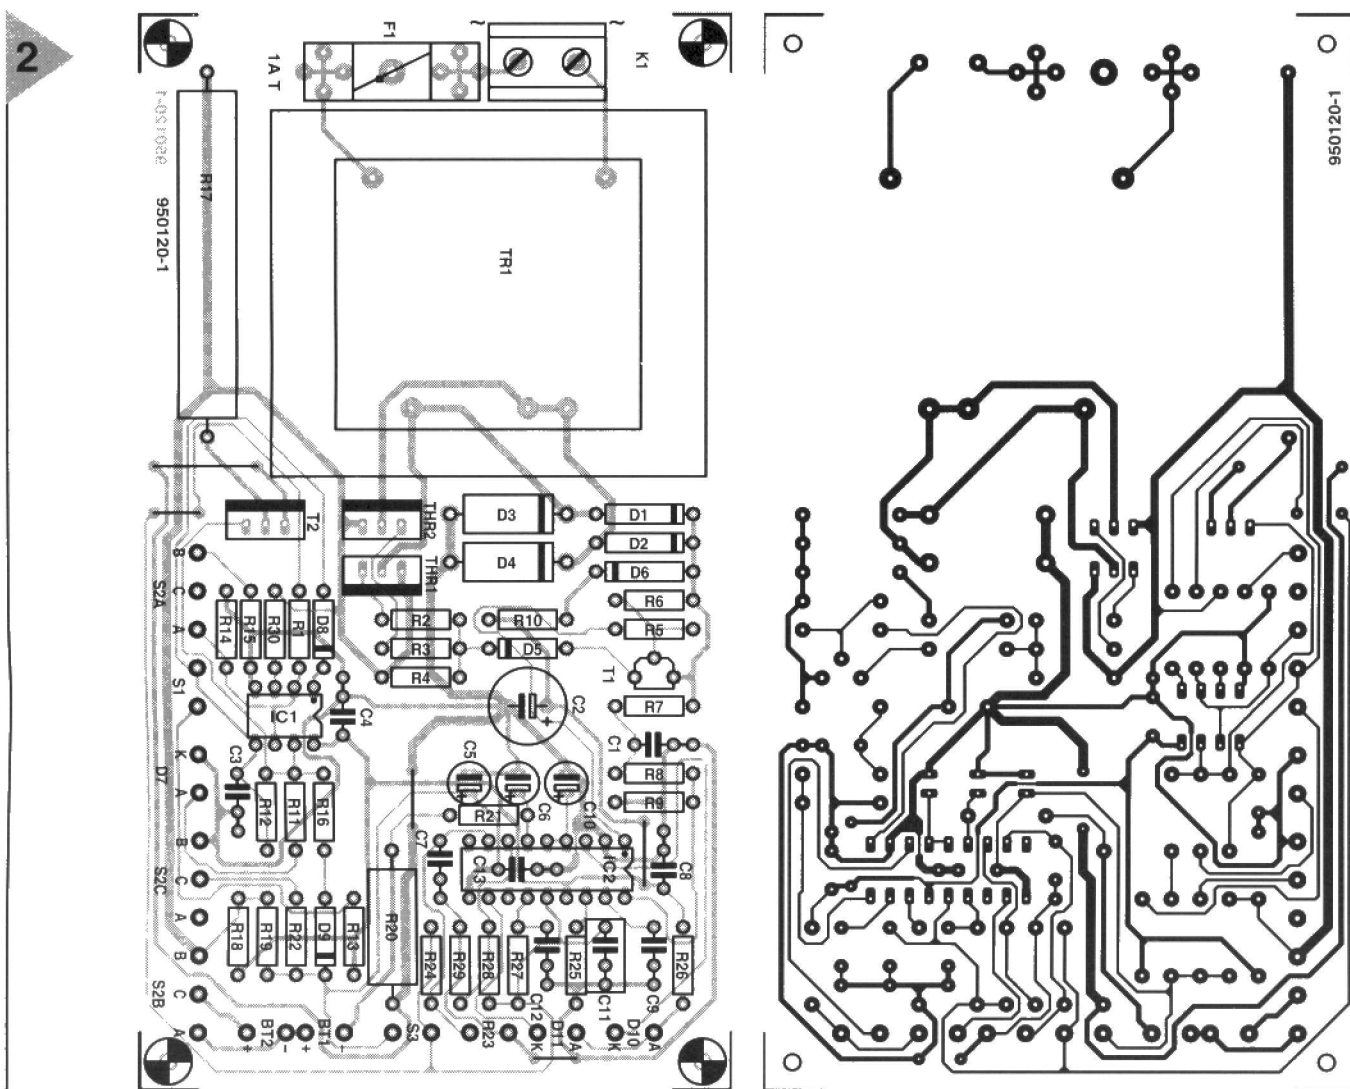 2
~ F1 ~
K1
1A T
950120-1
950120-1
R17
950120-1
TR1
T2
THR2
D3
D1
D4
D2
THR1
D6
B
S2A
C
A
R14
R15
R30
R1
D8
R2
R10
R6
R3
D5
R5
R4
T1
S1
IC1
C4
C2
+
R7
C1
K
D7
A
C3
R12
R11
R16
C5
C6
C10
R8
R9
R21
B
S2C
C
C7
C13
IC2
C8
A
B
R18
R19
R22
D9
R13
R20
R24
R29
R28
R27
R25
R26
C12
C11
C9
S2B
C
A
+
BT2
-
+
BT1
-
S3
R23
K
D11
A
K
D10
A